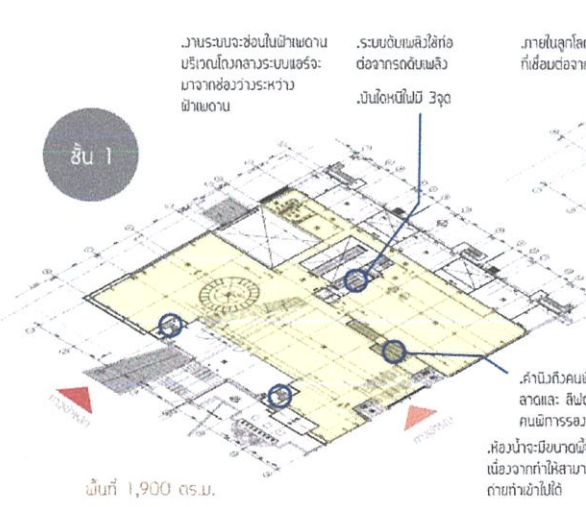 .งานระบบจะซ่อนในฝ้าเพดาน
บริเวณโถงกลางระบบแอร์จะ
มาจากช่องว่างระหว่าง
ฝ้าเพดาน
.ระบบดับเพลิงใช้ท่อ
ต่อจากรถดับเพลิง
.บันไดหนีไฟมี 3จุด
.ภายในลูกโล
ที่เชื่อมต่อจาก
ชั้น 1
.คำนึงถึงคน
ลาดและ ลิฟ
คนพิการรอง
.ห้องน้ำจะมีขนาด
เนื่องจากทำให้สามา
ถ่ายเทเข้าไปได้
ทางเข้าหลัก
พื้นที่ 1,900 ตร.ม.